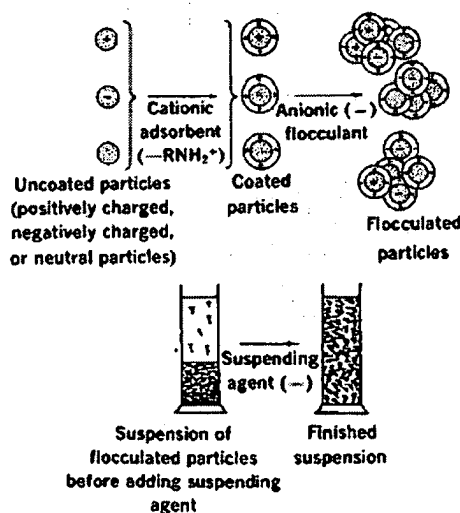 Cationic
adsorbent
(—RNH₂⁺)
Anionic (−)
flocculant
Uncoated particles
(positively charged,
negatively charged,
or neutral particles)
Coated
particles
Flocculated
particles
Suspending
agent (−)
Suspension of
flocculated particles
before adding suspending
agent
Finished
suspension